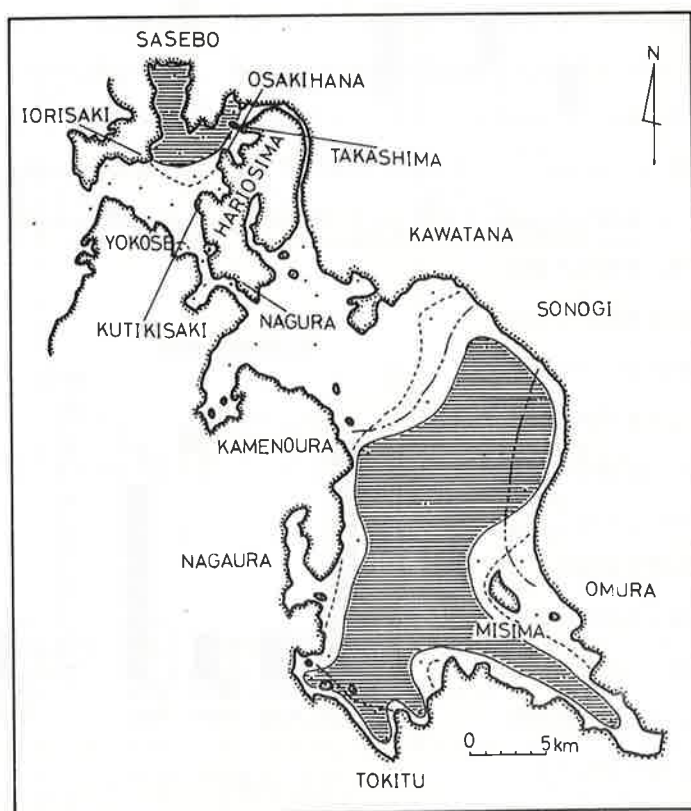 SASEBO
N
OSAKIHANA
IORISAKI
TAKASHIMA
HARIOSIMA
KAWATANA
YOKOSE
SONOGI
KUTIKISAKI
NAGURA
KAMENOURA
NAGAURA
OMURA
MISIMA
0 5km
TOKITU